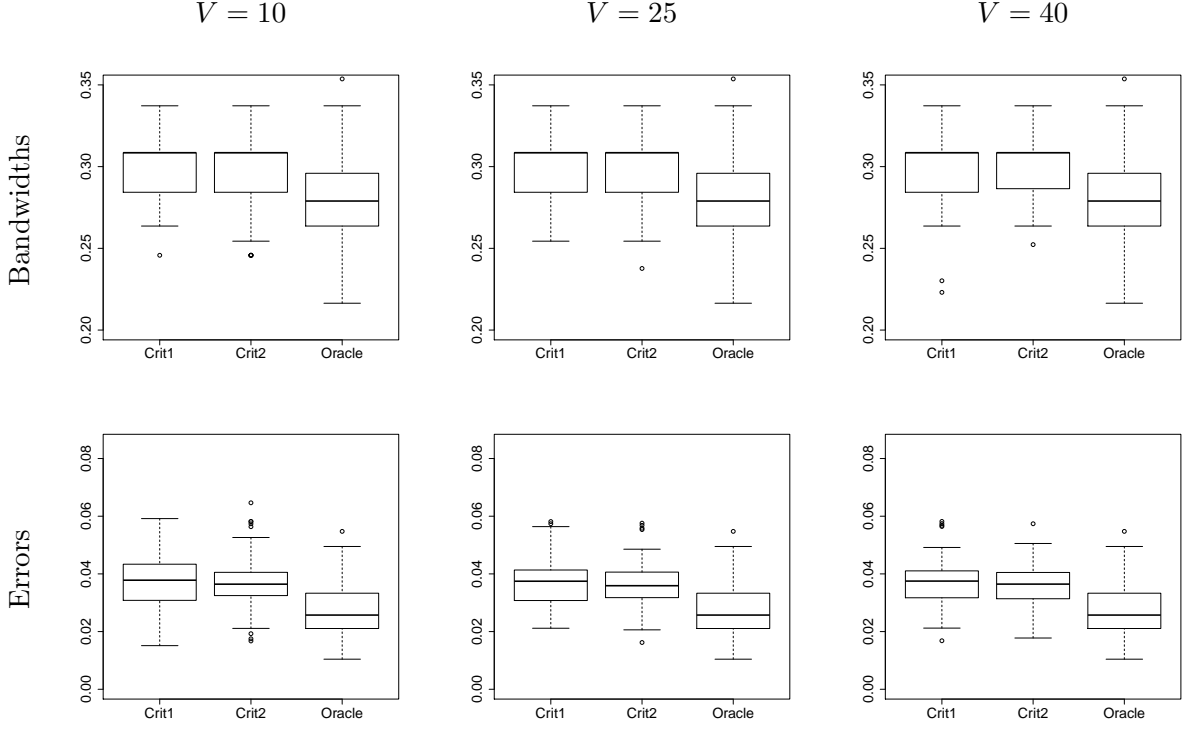 V = 10 V = 25 V = 40
Bandwidths
0.35 0.35 0.35
0.30 0.30 0.30
0.25 0.25 0.25
0.20 0.20 0.20
Crit1 Crit2 Oracle Crit1 Crit2 Oracle Crit1 Crit2 Oracle
Errors
0.08 0.08 0.08
0.06 0.06 0.06
0.04 0.04 0.04
0.02 0.02 0.02
0.00 0.00 0.00
Crit1 Crit2 Oracle Crit1 Crit2 Oracle Crit1 Crit2 Oracle